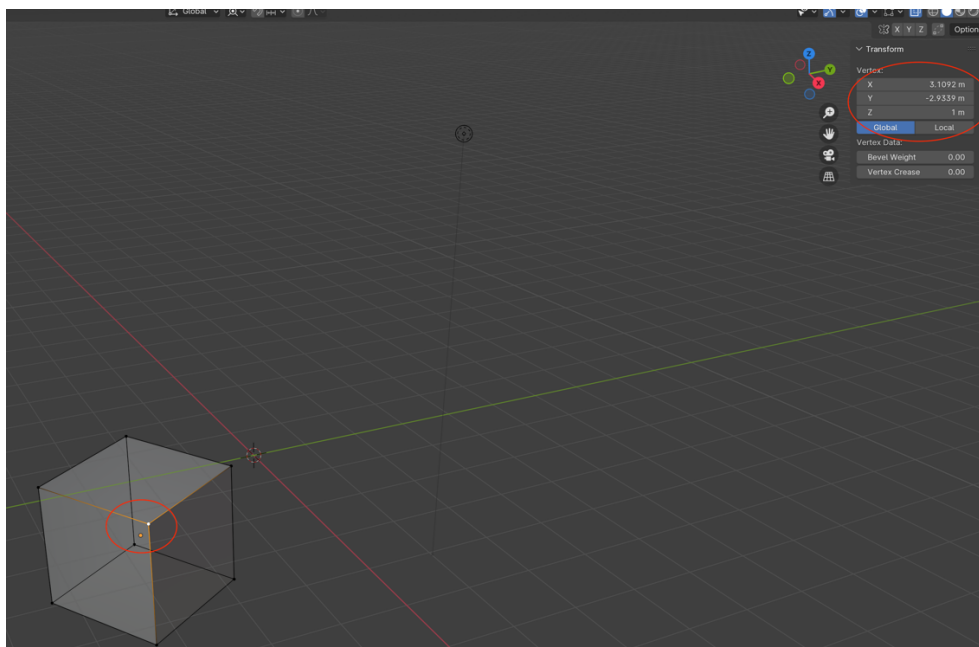 Global
X Y Z Options
Transform
Z
Y
X
Vertex:
X 3.1092 m
Y -2.9339 m
Z 1 m
Global Local
Vertex Data:
Bevel Weight 0.00
Vertex Crease 0.00